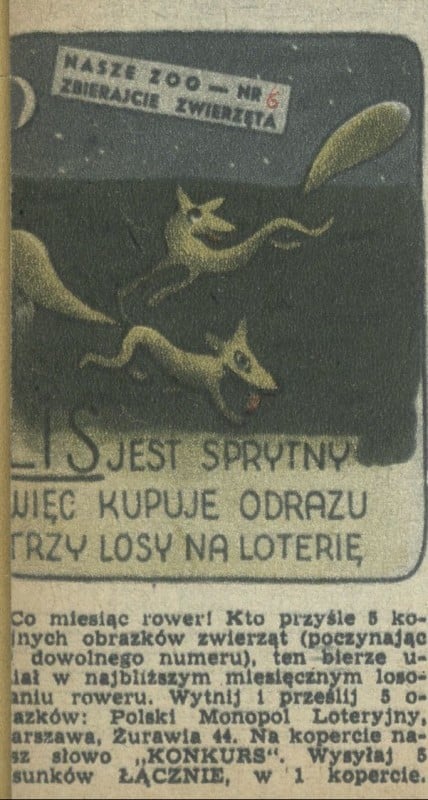 NASZE ZOO — NR 6
ZBIERAJCIE ZWIERZĘTA
LIS JEST SPRYTNY
WIĘC KUPUJE ODRAZU
TRZY LOSY NA LOTERIĘ
Co miesiąc rower! Kto przyśle 5 ko-
jnych obrazków zwierząt (poczynając
dowolnego numeru), ten bierze u-
iał w najbliższym miesięcznym loso-
aniu roweru. Wytnij i prześlij 5 o-
azków: Polski Monopol Loteryjny,
arszawa, Żurawia 44. Na kopercie na-
sz słowo „KONKURS". Wysyłaj 5
sunków ŁĄCZNIE, w 1 kopercie.